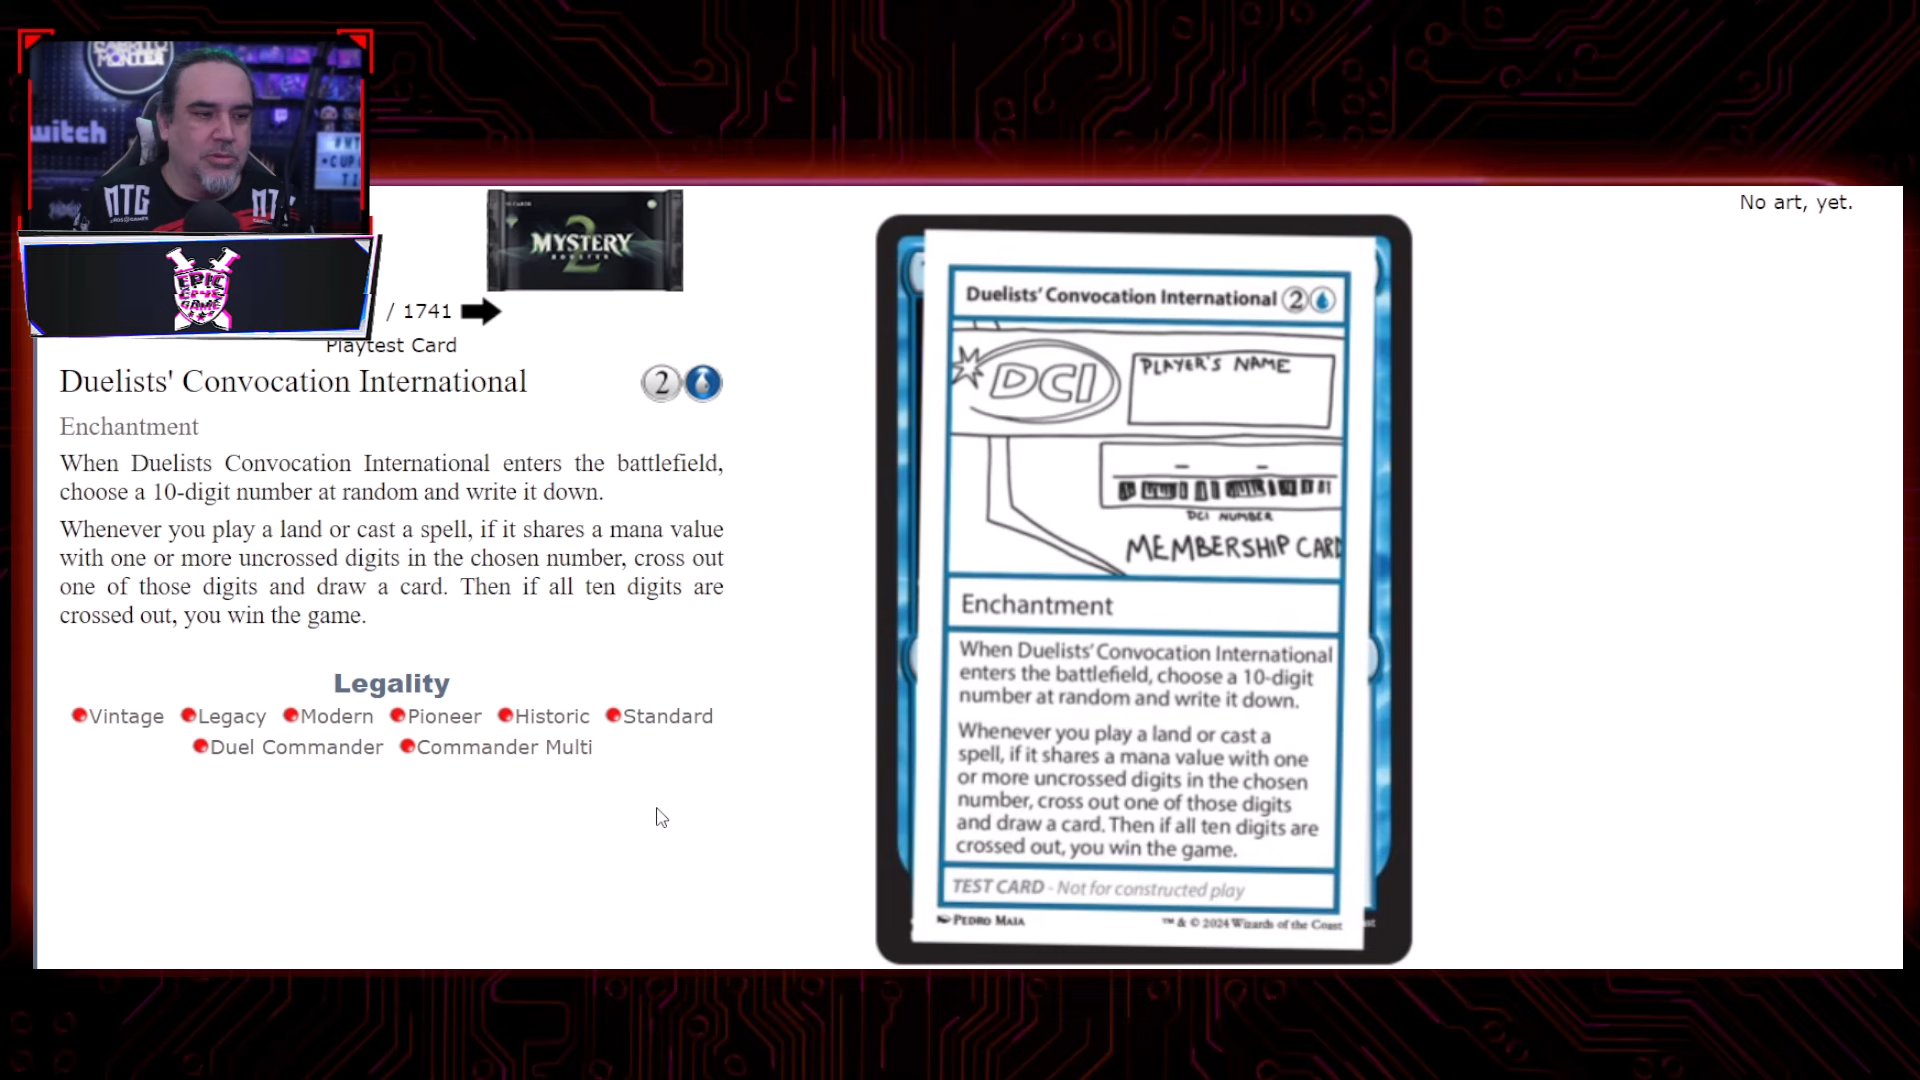 witch
MTG
EPIC
GAME
10 CARDS
MYSTERY
BOOSTER
2
/ 1741
Playtest Card
Duelists' Convocation International
2
Enchantment
When Duelists Convocation International enters the battlefield,
choose a 10-digit number at random and write it down.
Whenever you play a land or cast a spell, if it shares a mana value
with one or more uncrossed digits in the chosen number, cross out
one of those digits and draw a card. Then if all ten digits are
crossed out, you win the game.
Legality
Vintage Legacy Modern Pioneer Historic Standard
Duel Commander Commander Multi
No art, yet.
Duelists' Convocation International 2
DCI
PLAYER'S NAME
DCI NUMBER
MEMBERSHIP CARD
Enchantment
When Duelists' Convocation International
enters the battlefield, choose a 10-digit
number at random and write it down.
Whenever you play a land or cast a
spell, if it shares a mana value with one
or more uncrossed digits in the chosen
number, cross out one of those digits
and draw a card. Then if all ten digits are
crossed out, you win the game.
TEST CARD - Not for constructed play
PEDRO MAIA
™ & © 2024 Wizards of the Coast